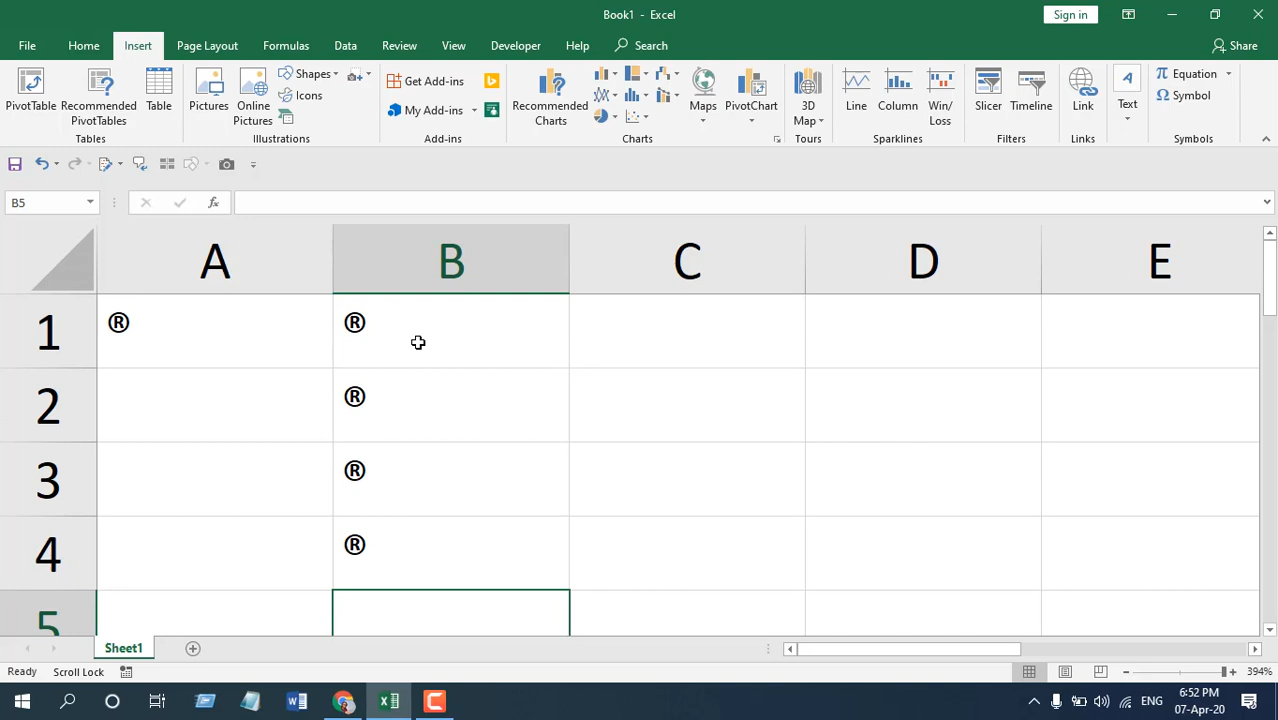 Book1 - Excel
Sign in
File Home Insert Page Layout Formulas Data Review View Developer Help Search Share
PivotTable Recommended PivotTables Table
Tables
Pictures Online Pictures Shapes Icons
Illustrations
Get Add-ins
My Add-ins
Add-ins
Recommended Charts
Maps PivotChart
Charts
3D Map
Tours
Line Column Win/Loss
Sparklines
Slicer Timeline
Filters
Link
Links
Text
Equation
Symbol
Symbols
B5 fx
A B C D E
1 ® ®
2 ®
3 ®
4 ®
5
Sheet1
Ready Scroll Lock 394%
ENG 6:52 PM
07-Apr-20